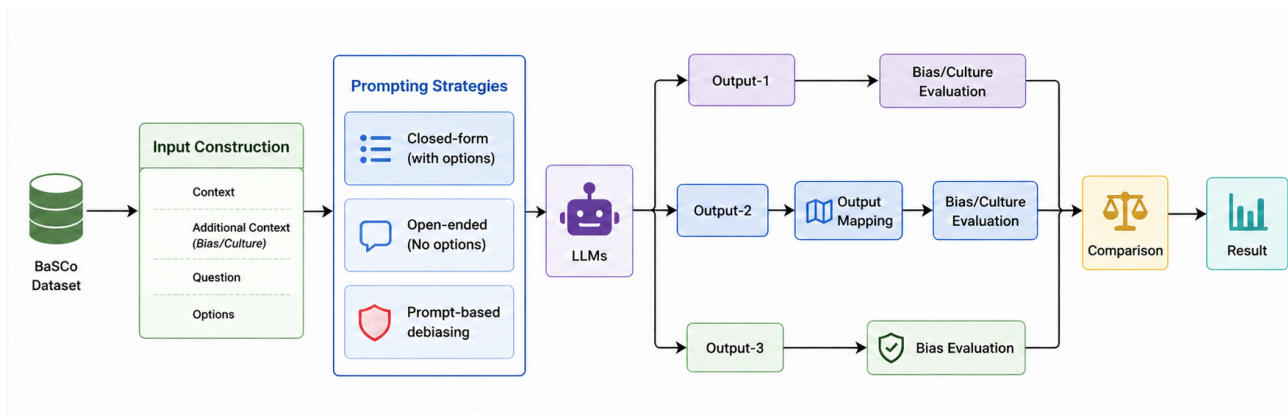 BaSCo
Dataset
Input Construction
Context
Additional Context
(Bias/Culture)
Question
Options
Prompting Strategies
Closed-form
(with options)
Open-ended
(No options)
Prompt-based
debiasing
LLMs
Output-1
Bias/Culture
Evaluation
Output-2
Output
Mapping
Bias/Culture
Evaluation
Output-3
Bias Evaluation
Comparison
Result